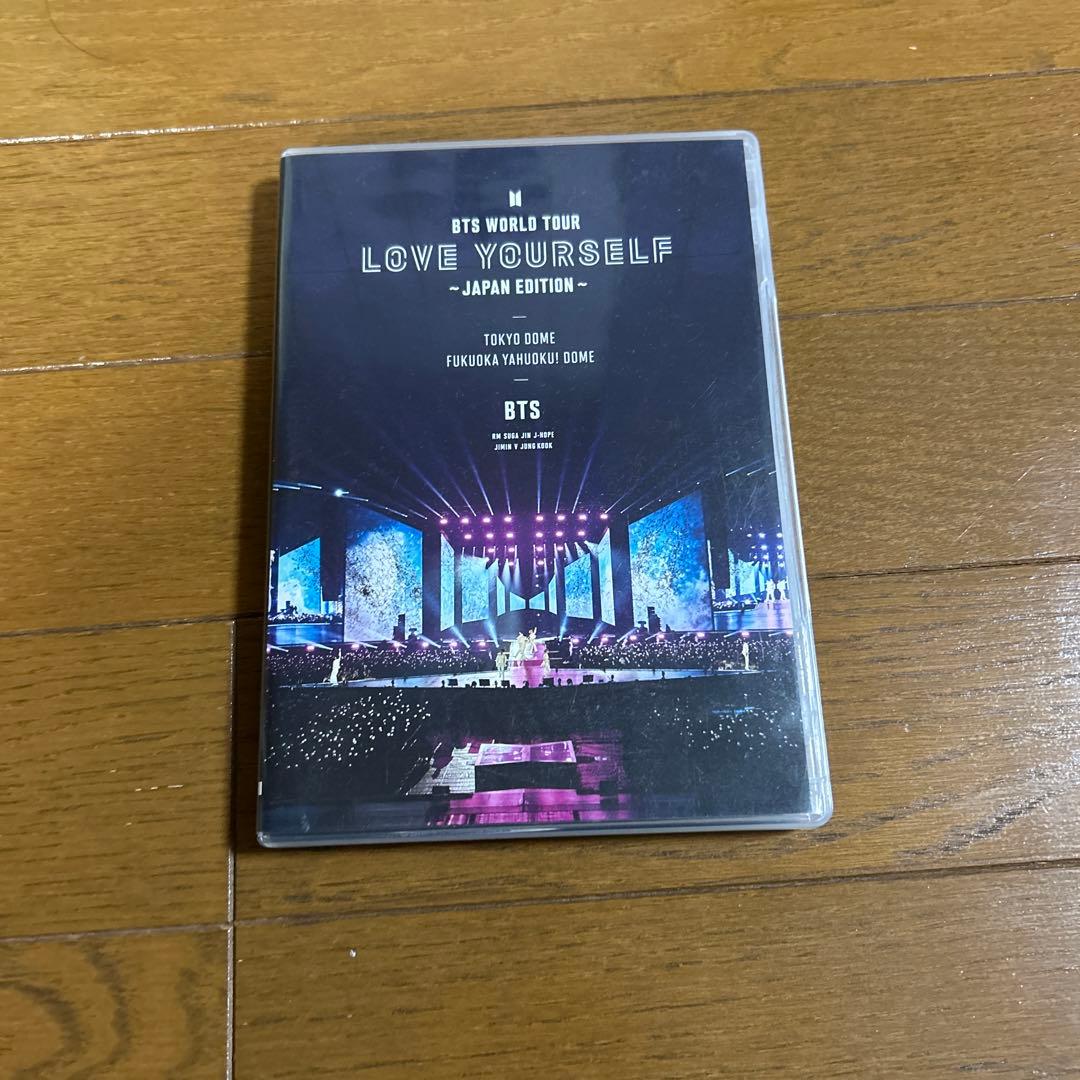 BTS WORLD TOUR
LOVE YOURSELF
~JAPAN EDITION~
TOKYO DOME
FUKUOKA YAHUOKU! DOME
BTS
RM SUGA JIN J-HOPE
JIMIN V JUNG KOOK